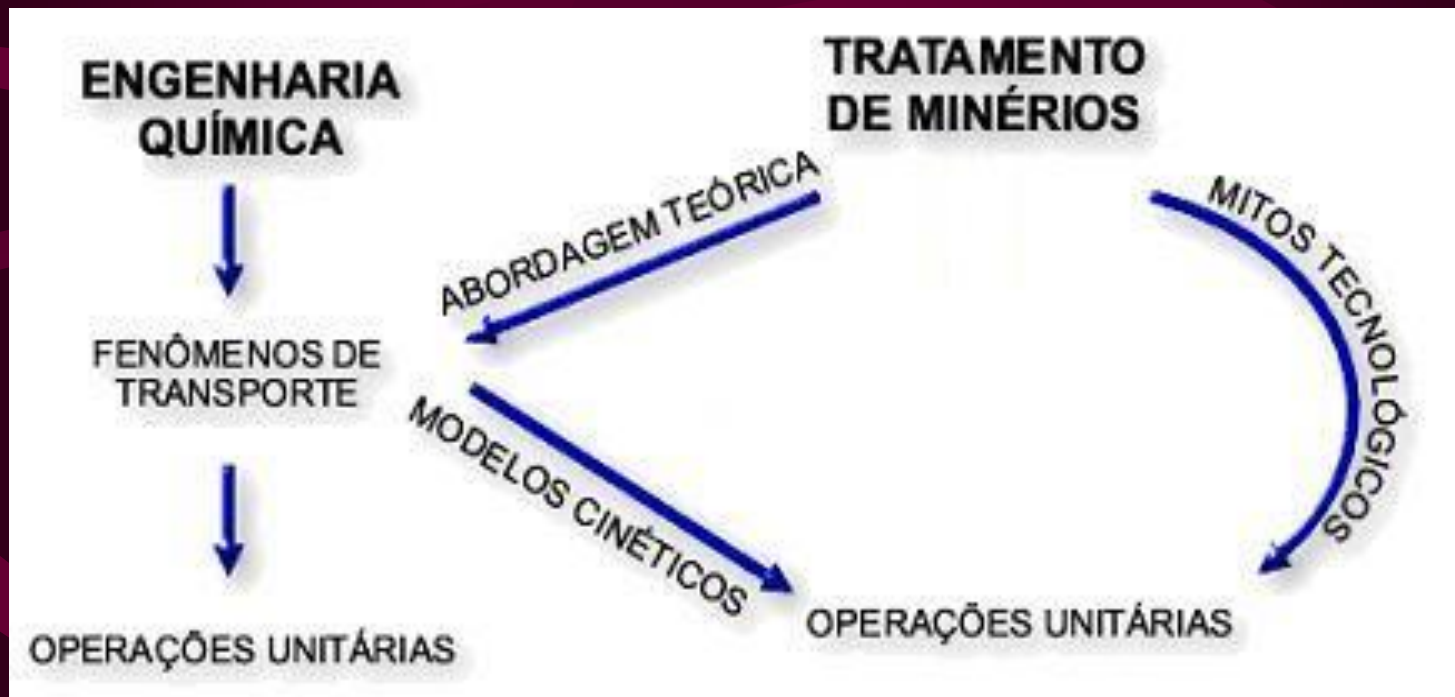 ENGENHARIA
QUÍMICA
TRATAMENTO
DE MINÉRIOS
ABORDAGEM TEÓRICA
MITOS TECNOLÓGICOS
FENÔMENOS DE
TRANSPORTE
MODELOS CINÉTICOS
OPERAÇÕES UNITÁRIAS
OPERAÇÕES UNITÁRIAS